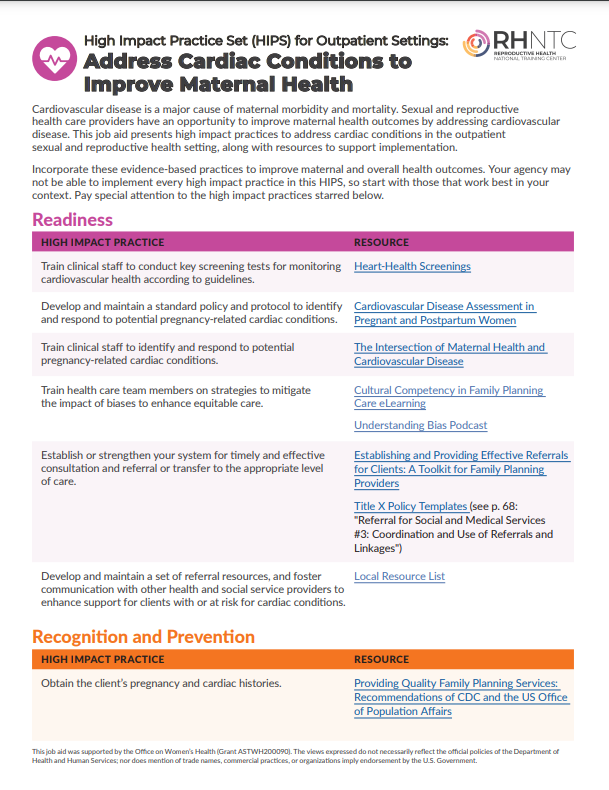 High Impact Practice Set (HIPS) for Outpatient Settings:
Address Cardiac Conditions to
Improve Maternal Health
RHNTC
REPRODUCTIVE HEALTH
NATIONAL TRAINING CENTER
Cardiovascular disease is a major cause of maternal morbidity and mortality. Sexual and reproductive
health care providers have an opportunity to improve maternal health outcomes by addressing cardiovascular
disease. This job aid presents high impact practices to address cardiac conditions in the outpatient
sexual and reproductive health setting, along with resources to support implementation.
Incorporate these evidence-based practices to improve maternal and overall health outcomes. Your agency may
not be able to implement every high impact practice in this HIPS, so start with those that work best in your
context. Pay special attention to the high impact practices starred below.
Readiness
HIGH IMPACT PRACTICE
RESOURCE
Train clinical staff to conduct key screening tests for monitoring
cardiovascular health according to guidelines.
Heart-Health Screenings
Develop and maintain a standard policy and protocol to identify
and respond to potential pregnancy-related cardiac conditions.
Cardiovascular Disease Assessment in
Pregnant and Postpartum Women
Train clinical staff to identify and respond to potential
pregnancy-related cardiac conditions.
The Intersection of Maternal Health and
Cardiovascular Disease
Train health care team members on strategies to mitigate
the impact of biases to enhance equitable care.
Cultural Competency in Family Planning
Care eLearning
Understanding Bias Podcast
Establish or strengthen your system for timely and effective
consultation and referral or transfer to the appropriate level
of care.
Establishing and Providing Effective Referrals
for Clients: A Toolkit for Family Planning
Providers
Title X Policy Templates (see p. 68:
"Referral for Social and Medical Services
#3: Coordination and Use of Referrals and
Linkages")
Develop and maintain a set of referral resources, and foster
communication with other health and social service providers to
enhance support for clients with or at risk for cardiac conditions.
Local Resource List
Recognition and Prevention
HIGH IMPACT PRACTICE
RESOURCE
Obtain the client's pregnancy and cardiac histories.
Providing Quality Family Planning Services:
Recommendations of CDC and the US Office
of Population Affairs
This job aid was supported by the Office on Women's Health (Grant ASTWH200090). The views expressed do not necessarily reflect the official policies of the Department of
Health and Human Services; nor does mention of trade names, commercial practices, or organizations imply endorsement by the U.S. Government.